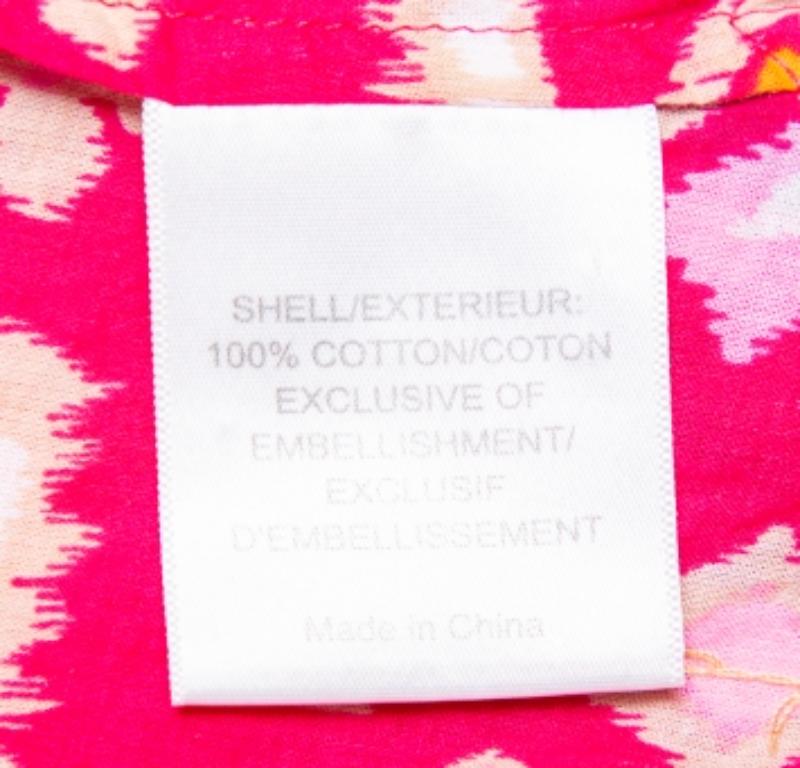 SHELL/EXTERIEUR:
100% COTTON/COTON
EXCLUSIVE OF
EMBELLISHMENT/
EXCLUSIF
D'EMBELLISSEMENT
Made in China